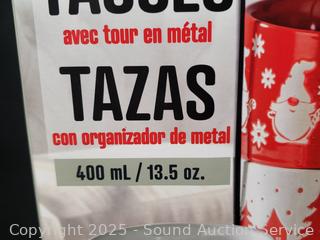 TASSES
avec tour en métal
TAZAS
con organizador de metal
400 mL / 13.5 oz.
Copyright 2025 - Sound Auction Service